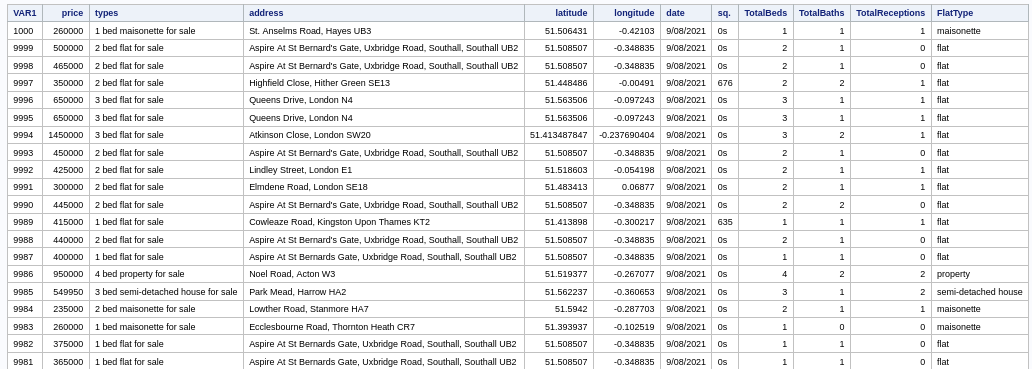 VAR1 price types address latitude longitude date sq. TotalBeds TotalBaths TotalReceptions FlatType
1000 260000 1 bed maisonette for sale St. Anselms Road, Hayes UB3 51.506431 -0.42103 9/08/2021 0s 1 1 1 maisonette
9999 500000 2 bed flat for sale Aspire At St Bernard's Gate, Uxbridge Road, Southall, Southall UB2 51.508507 -0.348835 9/08/2021 0s 2 1 0 flat
9998 465000 2 bed flat for sale Aspire At St Bernard's Gate, Uxbridge Road, Southall, Southall UB2 51.508507 -0.348835 9/08/2021 0s 2 1 0 flat
9997 350000 2 bed flat for sale Highfield Close, Hither Green SE13 51.448486 -0.00491 9/08/2021 676 2 2 1 flat
9996 650000 3 bed flat for sale Queens Drive, London N4 51.563506 -0.097243 9/08/2021 0s 3 1 1 flat
9995 650000 3 bed flat for sale Queens Drive, London N4 51.563506 -0.097243 9/08/2021 0s 3 1 1 flat
9994 1450000 3 bed flat for sale Atkinson Close, London SW20 51.413487847 -0.237690404 9/08/2021 0s 3 2 1 flat
9993 450000 2 bed flat for sale Aspire At St Bernard's Gate, Uxbridge Road, Southall, Southall UB2 51.508507 -0.348835 9/08/2021 0s 2 1 0 flat
9992 425000 2 bed flat for sale Lindley Street, London E1 51.518603 -0.054198 9/08/2021 0s 2 1 1 flat
9991 300000 2 bed flat for sale Elmdene Road, London SE18 51.483413 0.06877 9/08/2021 0s 2 1 1 flat
9990 445000 2 bed flat for sale Aspire At St Bernard's Gate, Uxbridge Road, Southall, Southall UB2 51.508507 -0.348835 9/08/2021 0s 2 2 0 flat
9989 415000 1 bed flat for sale Cowleaze Road, Kingston Upon Thames KT2 51.413898 -0.300217 9/08/2021 635 1 1 1 flat
9988 440000 2 bed flat for sale Aspire At St Bernard's Gate, Uxbridge Road, Southall, Southall UB2 51.508507 -0.348835 9/08/2021 0s 2 1 0 flat
9987 400000 1 bed flat for sale Aspire At St Bernards Gate, Uxbridge Road, Southall, Southall UB2 51.508507 -0.348835 9/08/2021 0s 1 1 0 flat
9986 950000 4 bed property for sale Noel Road, Acton W3 51.519377 -0.267077 9/08/2021 0s 4 2 2 property
9985 549950 3 bed semi-detached house for sale Park Mead, Harrow HA2 51.562237 -0.360653 9/08/2021 0s 3 1 2 semi-detached house
9984 235000 2 bed maisonette for sale Lowther Road, Stanmore HA7 51.5942 -0.287703 9/08/2021 0s 2 1 1 maisonette
9983 260000 1 bed maisonette for sale Ecclesbourne Road, Thornton Heath CR7 51.393937 -0.102519 9/08/2021 0s 1 0 0 maisonette
9982 375000 1 bed flat for sale Aspire At St Bernards Gate, Uxbridge Road, Southall, Southall UB2 51.508507 -0.348835 9/08/2021 0s 1 1 0 flat
9981 365000 1 bed flat for sale Aspire At St Bernards Gate, Uxbridge Road, Southall, Southall UB2 51.508507 -0.348835 9/08/2021 0s 1 1 0 flat